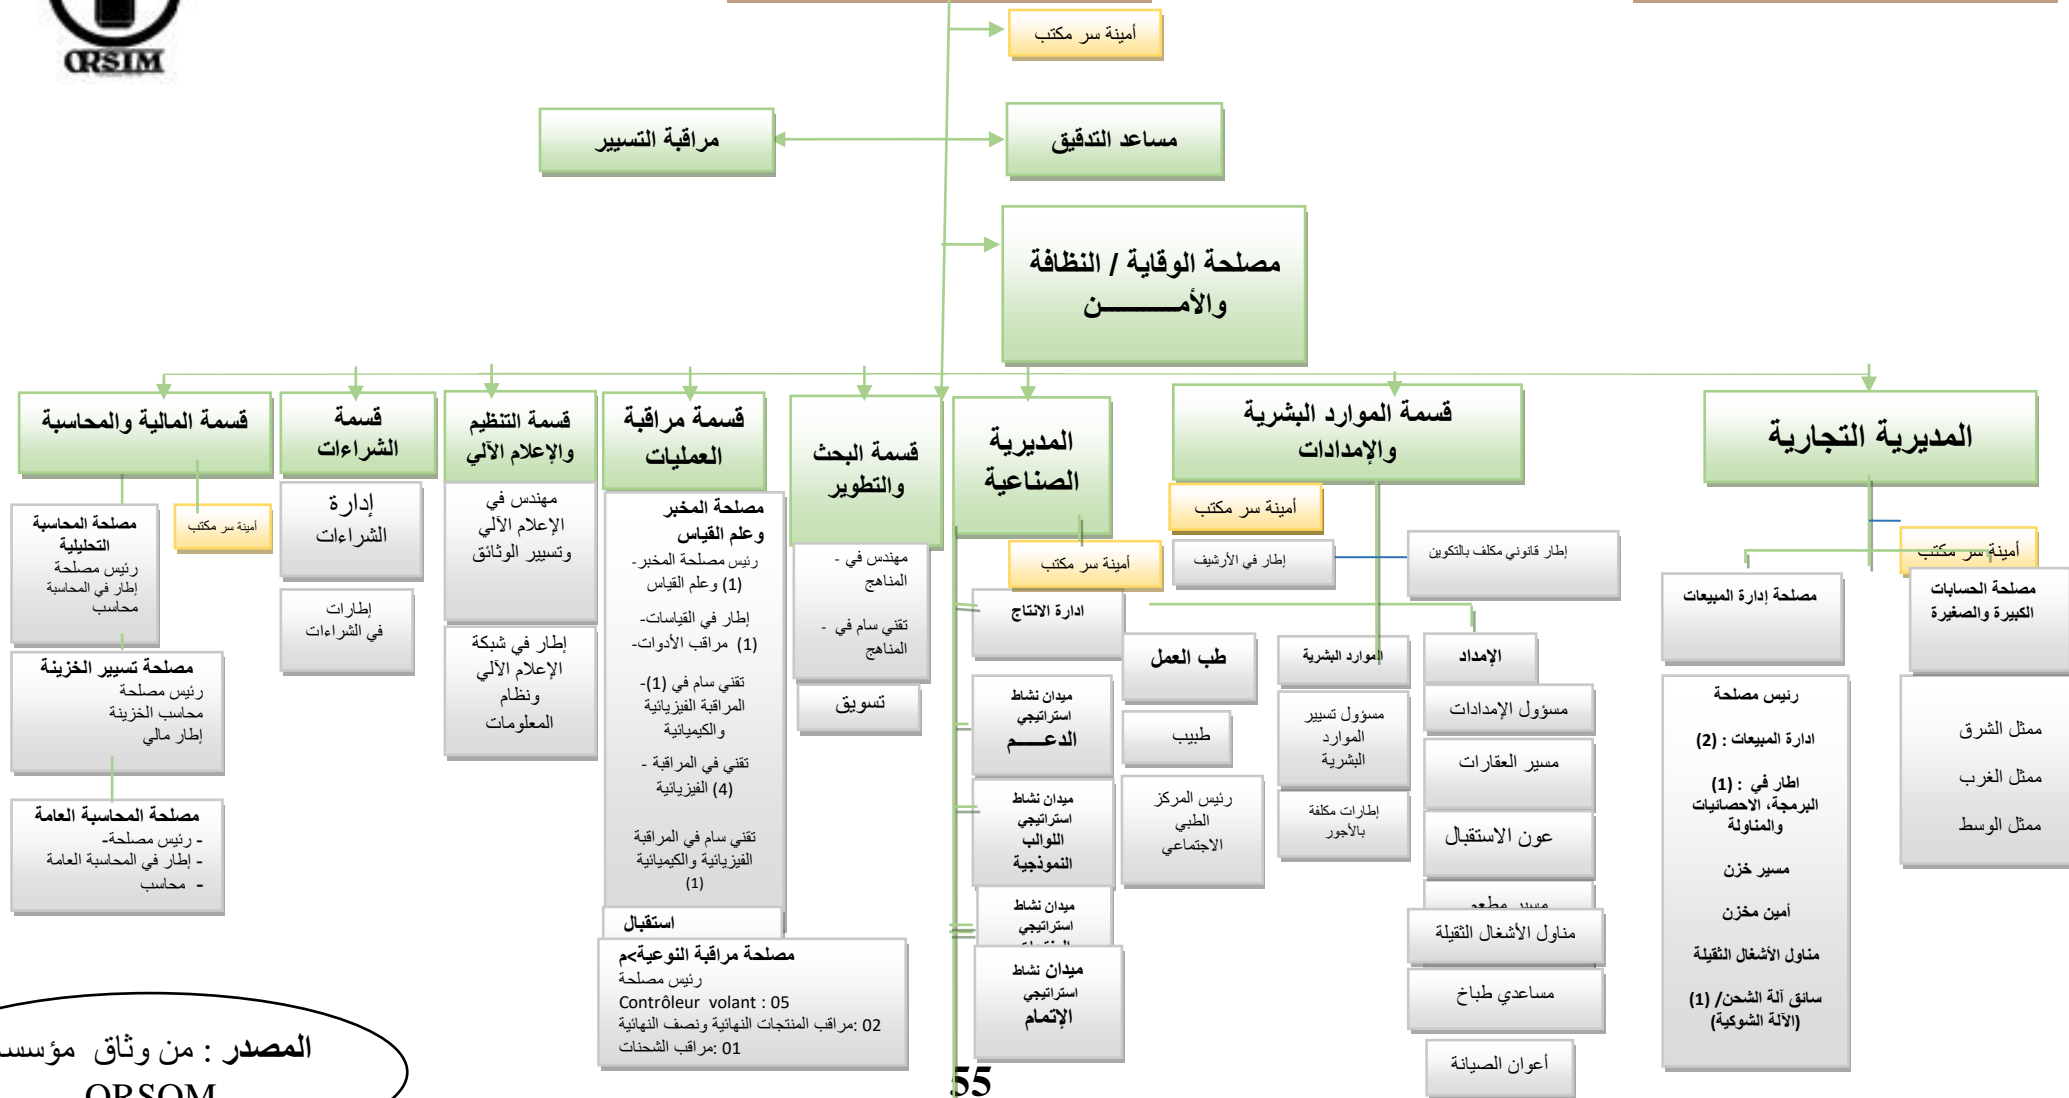 ORSIM
أمينة سر مكتب
مساعد التدقيق
مراقبة التسيير
مصلحة الوقاية / النظافة
والأمـــــــــــن
المديرية التجارية
قسمة الموارد البشرية
والإمدادات
المديرية
الصناعية
قسمة البحث
والتطوير
قسمة مراقبة
العمليات
قسمة التنظيم
والإعلام الآلي
قسمة
الشراءات
قسمة المالية والمحاسبة
أمينة سر مكتب
مصلحة الحسابات
الكبيرة والصغيرة
ممثل الشرق
ممثل الغرب
ممثل الوسط
مصلحة إدارة المبيعات
رئيس مصلحة
ادارة المبيعات : (2)
اطار في : (1)
البرمجة، الاحصائيات
والمناولة
مسير خزن
أمين مخزن
مناول الأشغال الثقيلة
سائق آلة الشحن/ (1)
(الآلة الشوكية)
أمينة سر مكتب
إطار في الأرشيف
إطار قانوني مكلف بالتكوين
الإمداد
مسؤول الإمدادات
مسير العقارات
عون الاستقبال
مسير مطعم
مناول الأشغال الثقيلة
مساعدي طباخ
أعوان الصيانة
الموارد البشرية
مسؤول تسيير
الموارد
البشرية
إطارات مكلفة
بالأجور
طب العمل
طبيب
رئيس المركز
الطبي
الاجتماعي
أمينة سر مكتب
ادارة الانتاج
ميدان نشاط
استراتيجي
الدعـــــم
ميدان نشاط
استراتيجي
اللوالب
النموذجية
ميدان نشاط
استراتيجي
ميدان نشاط
استراتيجي
الإتمام
مهندس في -
المناهج
تقني سام في -
المناهج
تسويق
مصلحة المخبر
وعلم القياس
رئيس مصلحة المخبر-
(1) وعلم القياس
إطار في القياسات-
(1) مراقب الأدوات-
تقني سام في (1)-
المراقبة الفيزيائية
والكيميائية
تقني في المراقبة -
(4) الفيزيائية
تقني سام في المراقبة
الفيزيائية والكيميائية
(1)
استقبال
مصلحة مراقبة النوعية>م
رئيس مصلحة
Contrôleur volant : 05
02 :مراقب المنتجات النهائية ونصف النهائية
01 :مراقب الشحنات
مهندس في
الإعلام الآلي
وتسيير الوثائق
إطار في شبكة
الإعلام الآلي
ونظام
المعلومات
إدارة
الشراءات
إطارات
في الشراءات
أمينة سر مكتب
مصلحة المحاسبة
التحليلية
رئيس مصلحة
إطار في المحاسبة
محاسب
مصلحة تسيير الخزينة
رئيس مصلحة
محاسب الخزينة
إطار مالي
مصلحة المحاسبة العامة
- رئيس مصلحة-
- إطار في المحاسبة العامة
- محاسب
المصدر : من وثاق مؤسسة
ORSOM
55